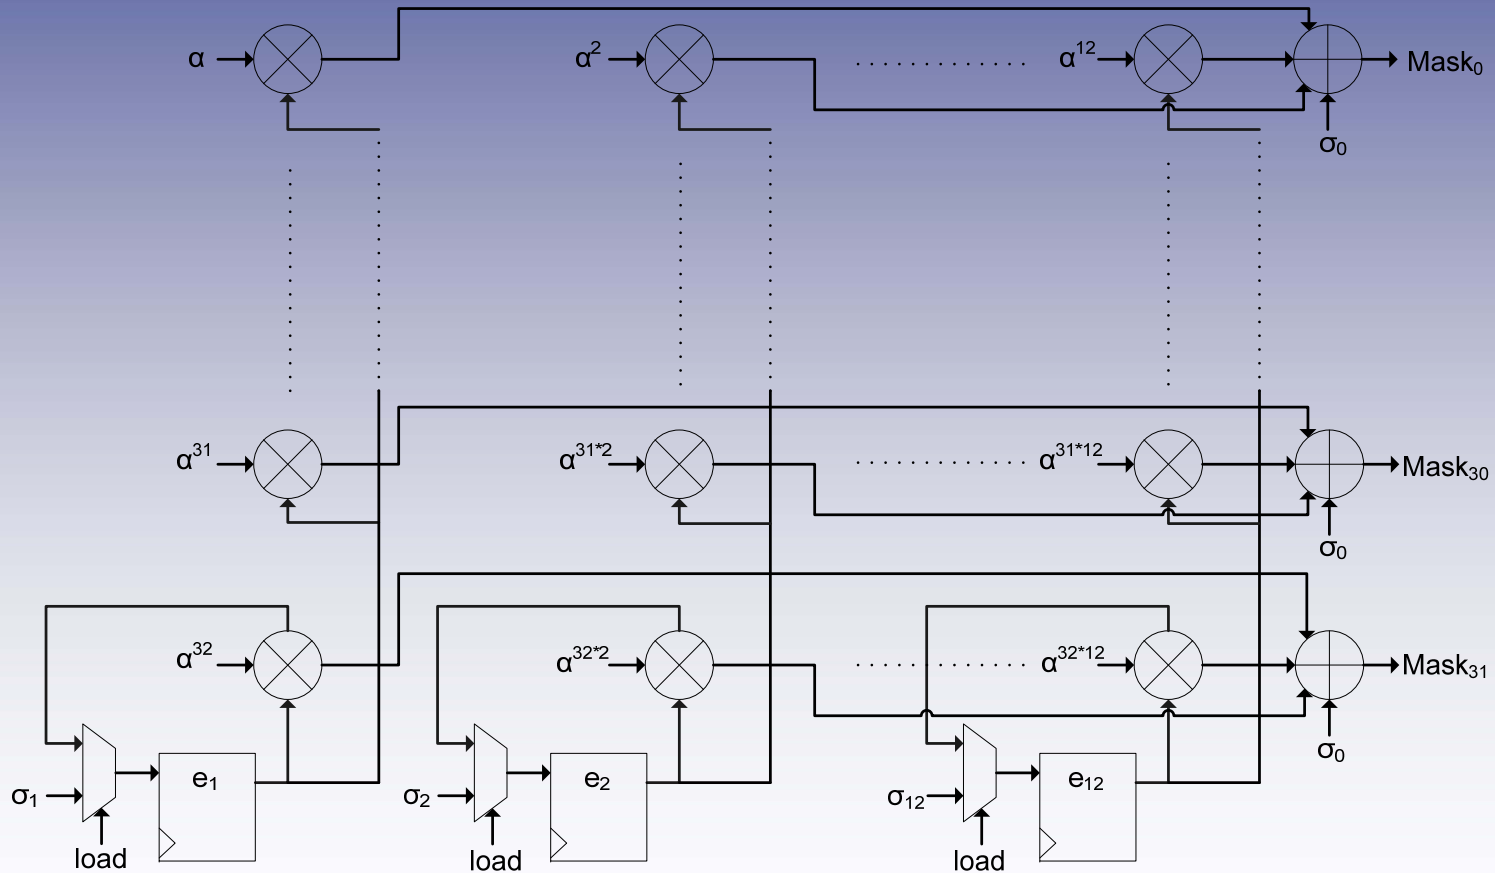 α α² α¹² Mask₀
σ₀
α³¹ α³¹*² α³¹*¹² Mask₃₀
σ₀
α³² α³²*² α³²*¹² Mask₃₁
σ₀
e₁ e₂ e₁₂
σ₁ σ₂ σ₁₂
load load load